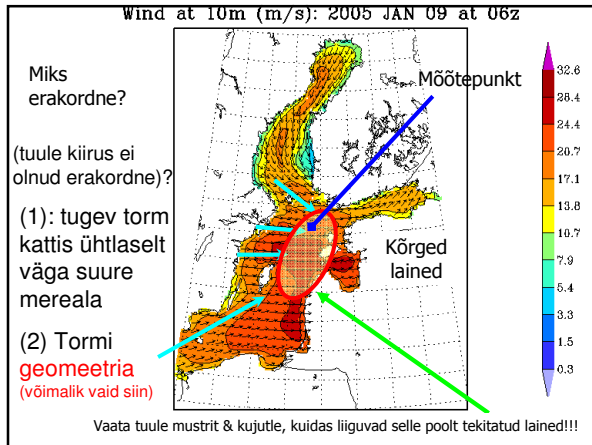 Wind at 10m (m/s): 2005 JAN 09 at 06z
Miks
erakordne?
Mõõtepunkt
(tuule kiirus ei
olnud erakordne)?
(1): tugev torm
kattis ühtlaselt
väga suure
mereala
Kõrged
lained
(2) Tormi
geomeetria
(võimalik vaid siin)
Vaata tuule mustrit & kujutle, kuidas liiguvad selle poolt tekitatud lained!!!
32.6
28.4
24.4
20.7
17.1
13.8
10.7
7.9
5.4
3.3
1.5
0.3